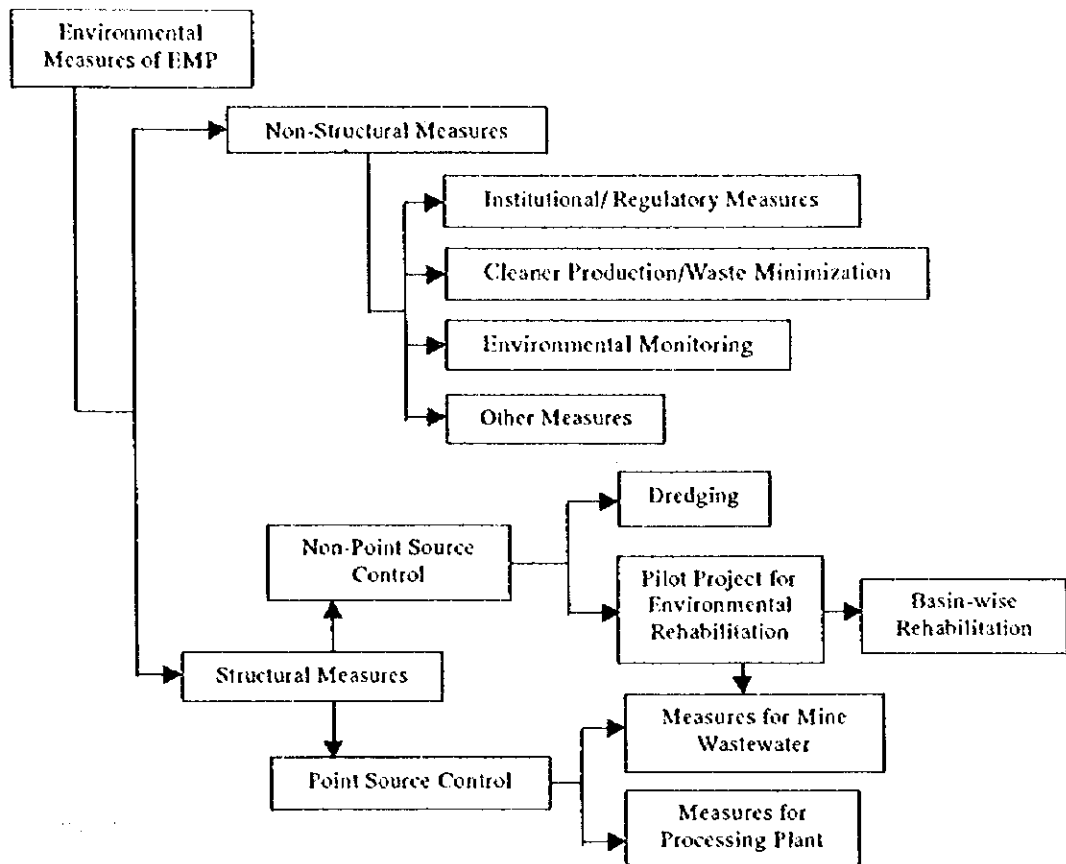 Environmental
Measures of EMP
Non-Structural Measures
Institutional/ Regulatory Measures
Cleaner Production/Waste Minimization
Environmental Monitoring
Other Measures
Dredging
Non-Point Source
Control
Pilot Project for
Environmental
Rehabilitation
Basin-wise
Rehabilitation
Structural Measures
Measures for Mine
Wastewater
Point Source Control
Measures for
Processing Plant